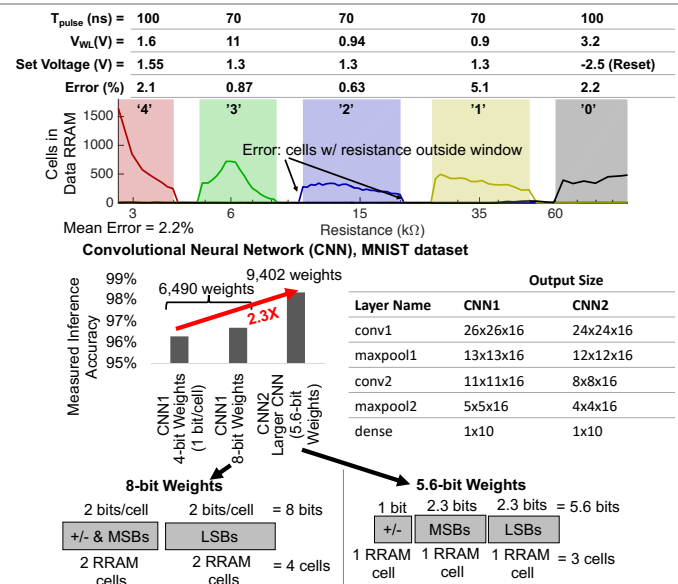 T_pulse (ns) = 100 70 70 70 100
V_WL(V) = 1.6 11 0.94 0.9 3.2
Set Voltage (V) = 1.55 1.3 1.3 1.3 -2.5 (Reset)
Error (%) 2.1 0.87 0.63 5.1 2.2
'4' '3' '2' '1' '0'
Cells in
Data RRAM
1500
1000
500
0
Error: cells w/ resistance outside window
3 6 15 35 60
Mean Error = 2.2%
Resistance (kΩ)
Convolutional Neural Network (CNN), MNIST dataset
Measured Inference
Accuracy
99%
98%
97%
96%
95%
6,490 weights
9,402 weights
2.3X
CNN1
4-bit Weights
(1 bit/cell)
CNN1
8-bit Weights
CNN2
Larger CNN
(5.6-bit
Weights)
Output Size
Layer Name CNN1 CNN2
conv1 26x26x16 24x24x16
maxpool1 13x13x16 12x12x16
conv2 11x11x16 8x8x16
maxpool2 5x5x16 4x4x16
dense 1x10 1x10
8-bit Weights
2 bits/cell 2 bits/cell = 8 bits
+/- & MSBs LSBs
2 RRAM
cells
2 RRAM
cells
= 4 cells
5.6-bit Weights
1 bit 2.3 bits 2.3 bits = 5.6 bits
+/- MSBs LSBs
1 RRAM
cell
1 RRAM
cell
1 RRAM
cell
= 3 cells